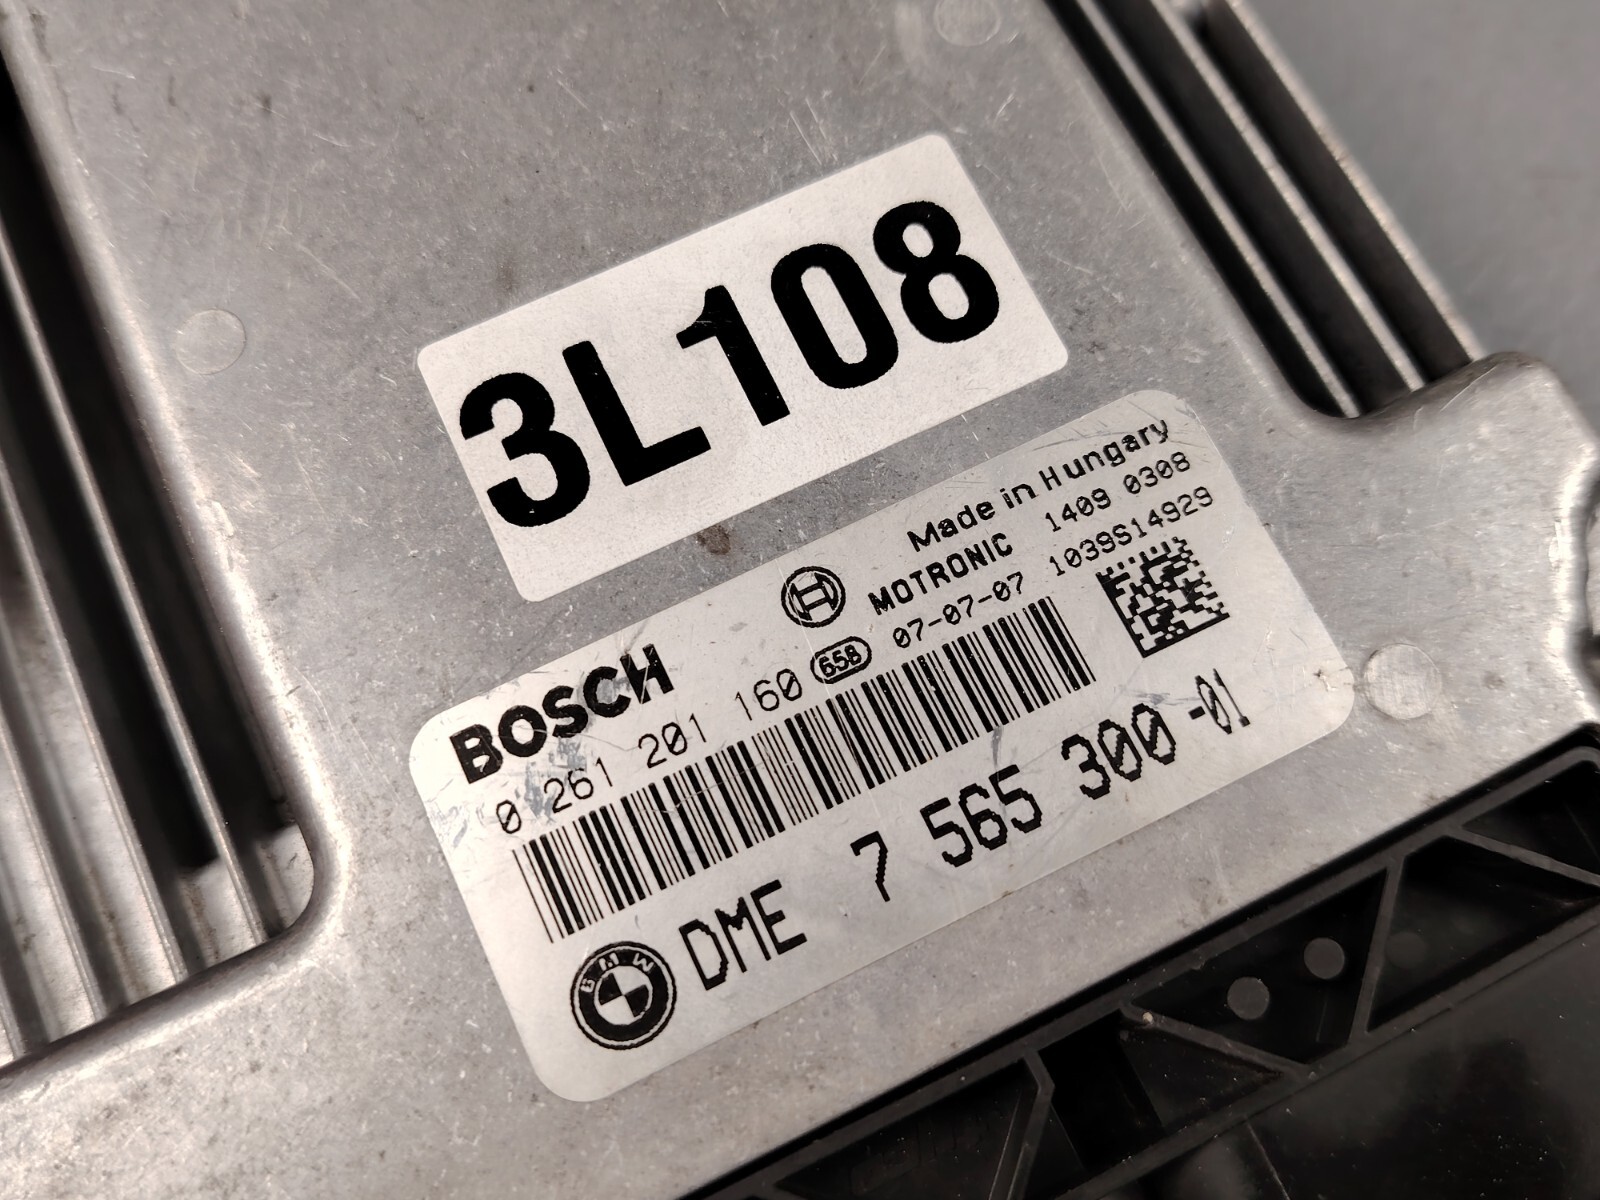 3L108
Made in Hungary
MOTRONIC 1409 0308
BOSCH
0 261 201 160 658 07-07-07 1039S14929
BMW DME 7 565 300 -01